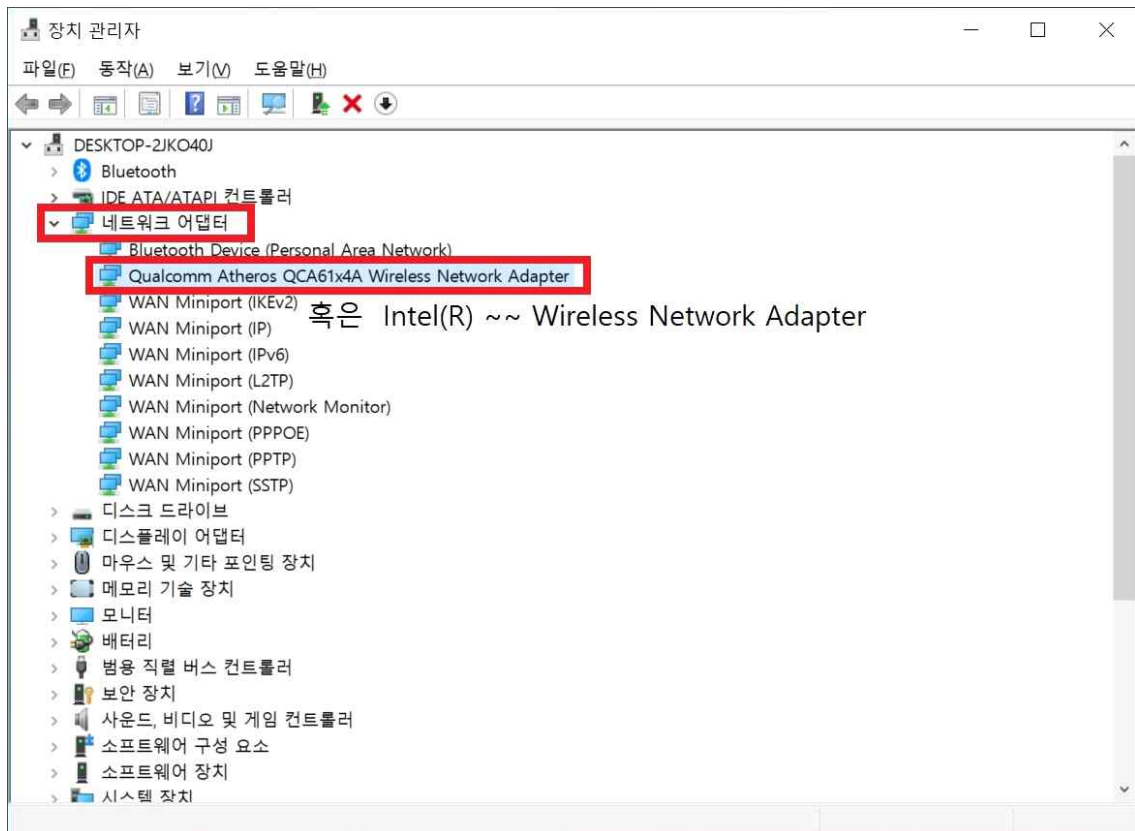 장치 관리자
파일(F) 동작(A) 보기(V) 도움말(H)
DESKTOP-2JKO40J
Bluetooth
IDE ATA/ATAPI 컨트롤러
네트워크 어댑터
Bluetooth Device (Personal Area Network)
Qualcomm Atheros QCA61x4A Wireless Network Adapter
WAN Miniport (IKEv2)
혹은 Intel(R) ~~ Wireless Network Adapter
WAN Miniport (IP)
WAN Miniport (IPv6)
WAN Miniport (L2TP)
WAN Miniport (Network Monitor)
WAN Miniport (PPPOE)
WAN Miniport (PPTP)
WAN Miniport (SSTP)
디스크 드라이브
디스플레이 어댑터
마우스 및 기타 포인팅 장치
메모리 기술 장치
모니터
배터리
범용 직렬 버스 컨트롤러
보안 장치
사운드, 비디오 및 게임 컨트롤러
소프트웨어 구성 요소
소프트웨어 장치
시스템 장치